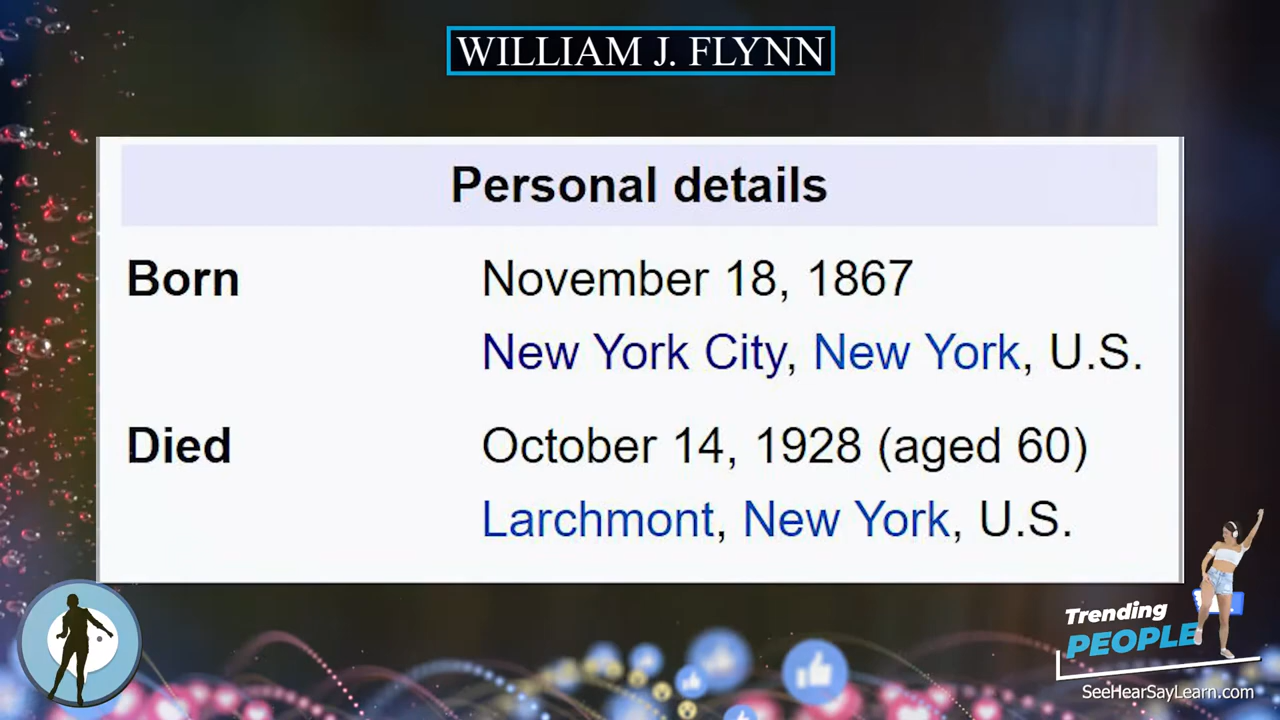 WILLIAM J. FLYNN
Personal details
Born November 18, 1867
New York City, New York, U.S.
Died October 14, 1928 (aged 60)
Larchmont, New York, U.S.
Trending
PEOPLE
SeeHearSayLearn.com